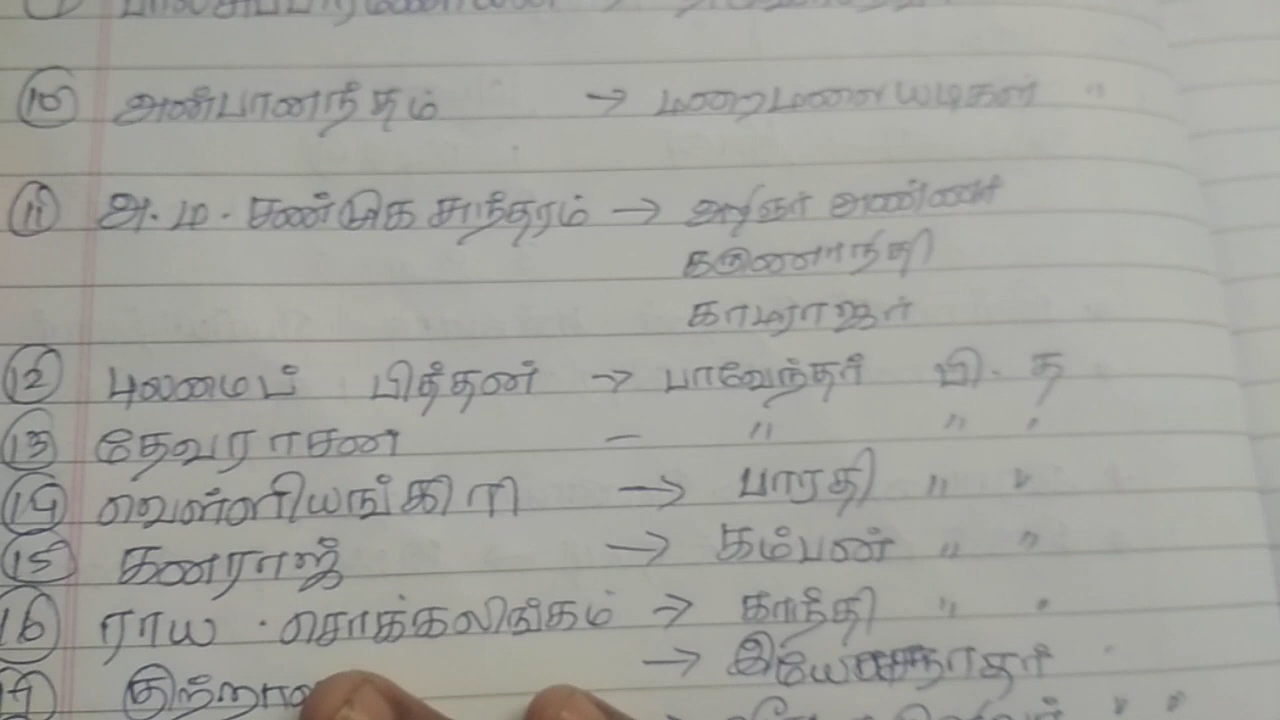 10 அன்பானந்தம் → மறைமலையடிகள் "
11 அ. மு. சண்முக சுந்தரம் → அறிஞர் அண்ணா
கருணாநிதி
காமராஜர்
12 புலமைப் பித்தன் → பாவேந்தர் பி. த
13 தேவராசன் — " " "
14 வெள்ளியங்கிரி → பாரதி " "
15 கனராஜ் → கம்பன் " "
16 ராய. சொக்கலிங்கம் → காந்தி " "
17 → இயேசுநாதர்